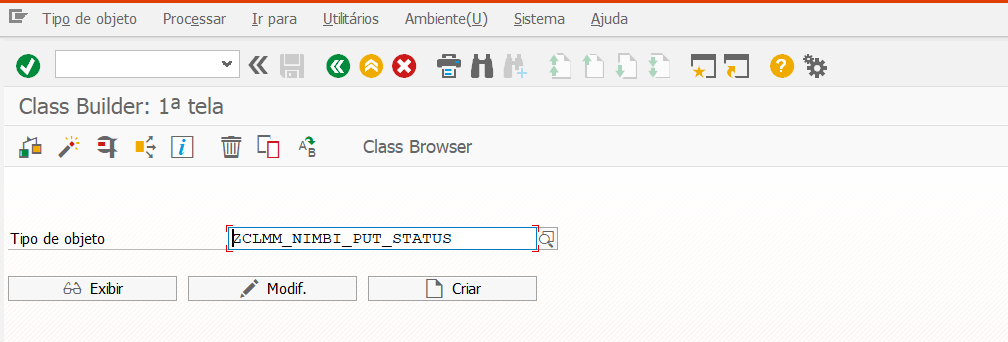 Tipo de objeto Processar Ir para Utilitários Ambiente(U) Sistema Ajuda
Class Builder: 1ª tela
Class Browser
Tipo de objeto ZCLMM_NIMBI_PUT_STATUS
Exibir Modif. Criar